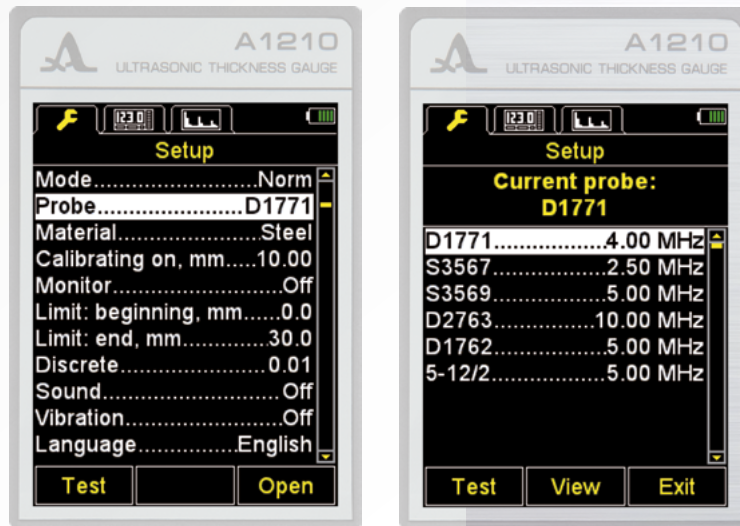 A1210
ULTRASONIC THICKNESS GAUGE
123.0
Setup
Mode..........................Norm
Probe.......................D1771
Material......................Steel
Calibrating on, mm.....10.00
Monitor..........................Off
Limit: beginning, mm......0.0
Limit: end, mm.............30.0
Discrete.......................0.01
Sound............................Off
Vibration........................Off
Language................English
Test
Open
A1210
ULTRASONIC THICKNESS GAUGE
123.0
Setup
Current probe:
D1771
D1771................4.00 MHz
S3567................2.50 MHz
S3569................5.00 MHz
D2763..............10.00 MHz
D1762................5.00 MHz
5-12/2................5.00 MHz
Test
View
Exit